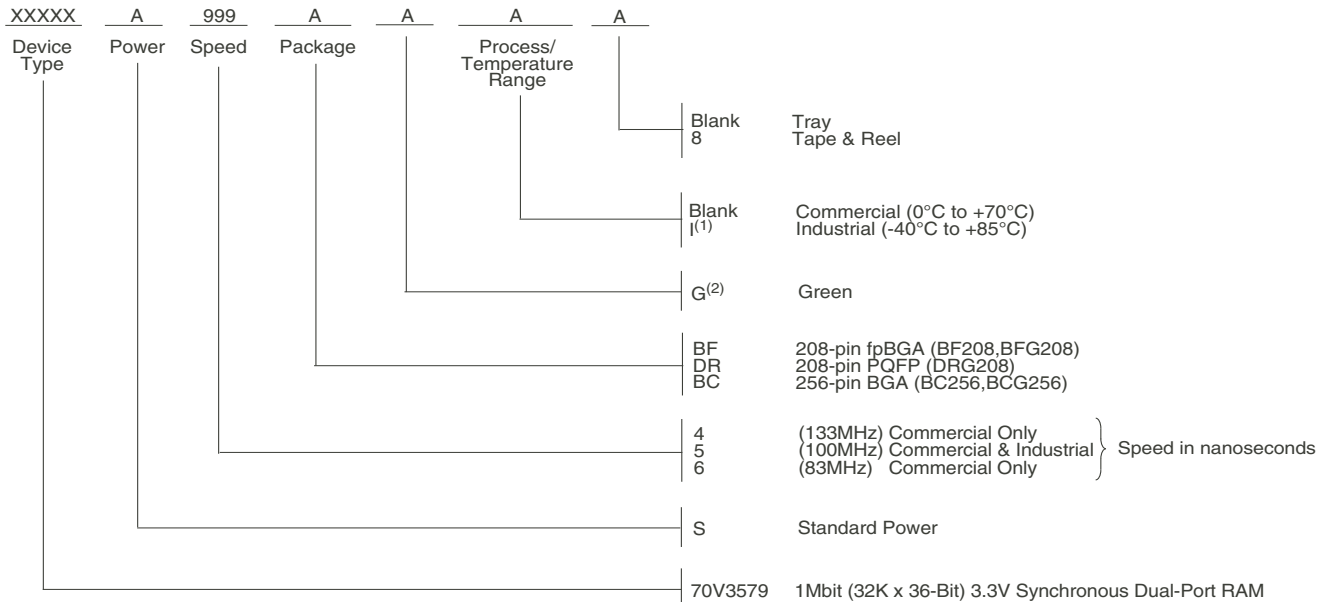 XXXXX A 999 A A A A
Device Type Power Speed Package Process/ Temperature Range
Blank Tray
8 Tape & Reel
Blank Commercial (0°C to +70°C)
I(1) Industrial (-40°C to +85°C)
G(2) Green
BF 208-pin fpBGA (BF208,BFG208)
DR 208-pin PQFP (DRG208)
BC 256-pin BGA (BC256,BCG256)
4 (133MHz) Commercial Only
5 (100MHz) Commercial & Industrial Speed in nanoseconds
6 (83MHz) Commercial Only
S Standard Power
70V3579 1Mbit (32K x 36-Bit) 3.3V Synchronous Dual-Port RAM